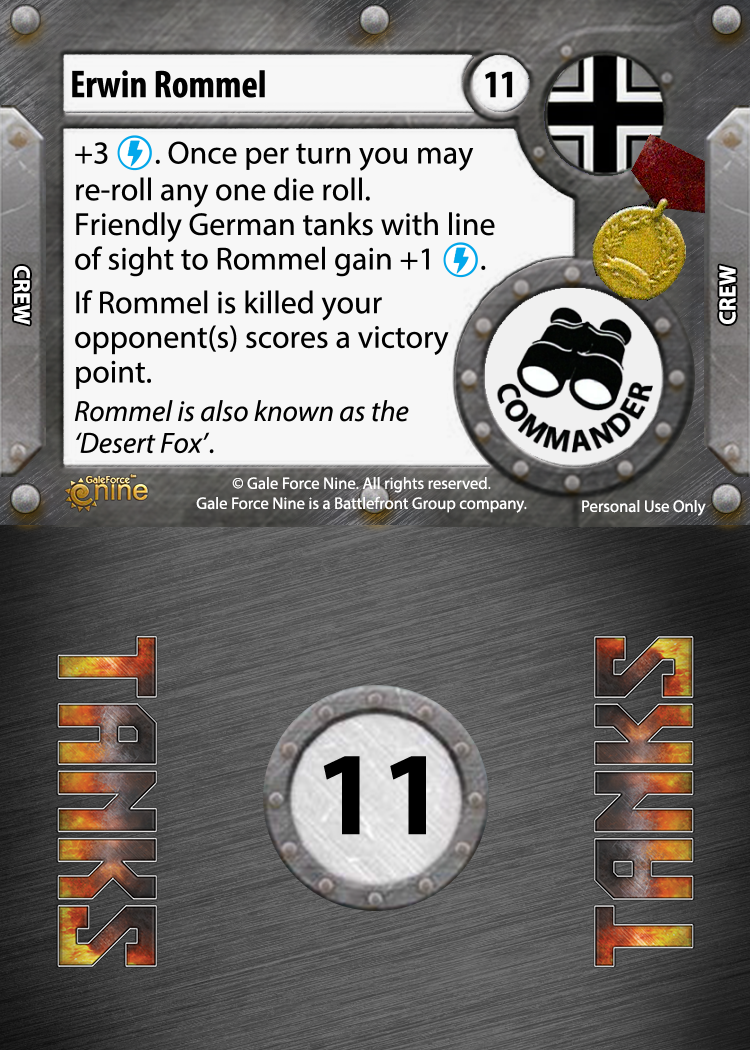 Erwin Rommel
11
+3 . Once per turn you may
re-roll any one die roll.
Friendly German tanks with line
of sight to Rommel gain +1 .
If Rommel is killed your
opponent(s) scores a victory
point.
Rommel is also known as the
‘Desert Fox’.
CREW
CREW
COMMANDER
GaleForce™
nine
© Gale Force Nine. All rights reserved.
Gale Force Nine is a Battlefront Group company.
Personal Use Only
TANKS
11
TANKS